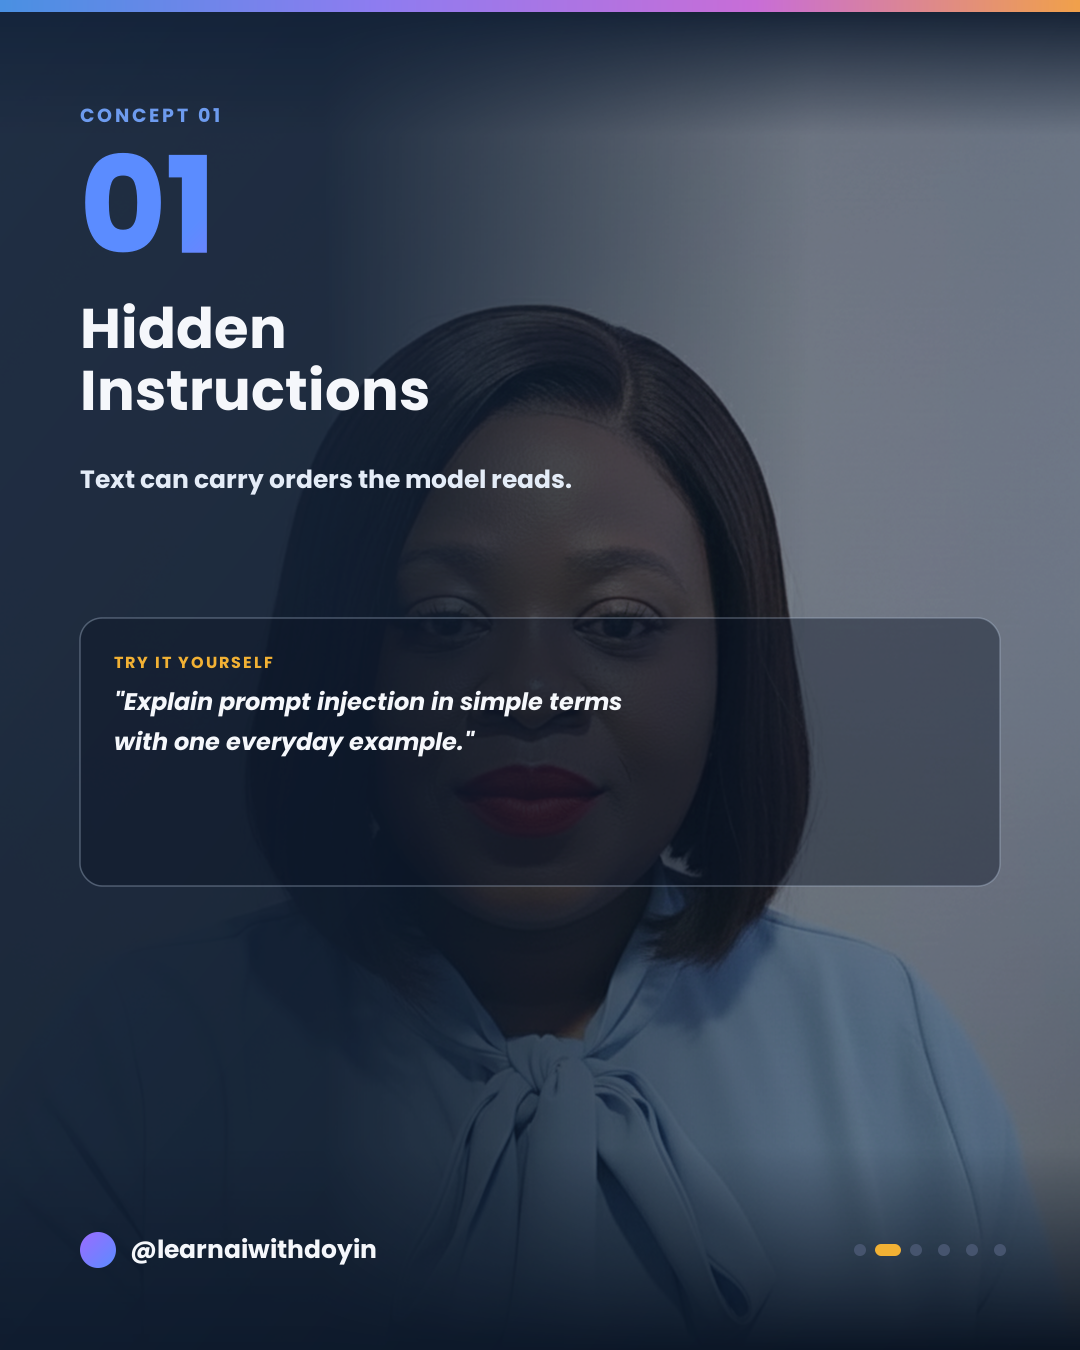 CONCEPT 01
01
Hidden
Instructions
Text can carry orders the model reads.
TRY IT YOURSELF
"Explain prompt injection in simple terms
with one everyday example."
@learnaiwithdoyin